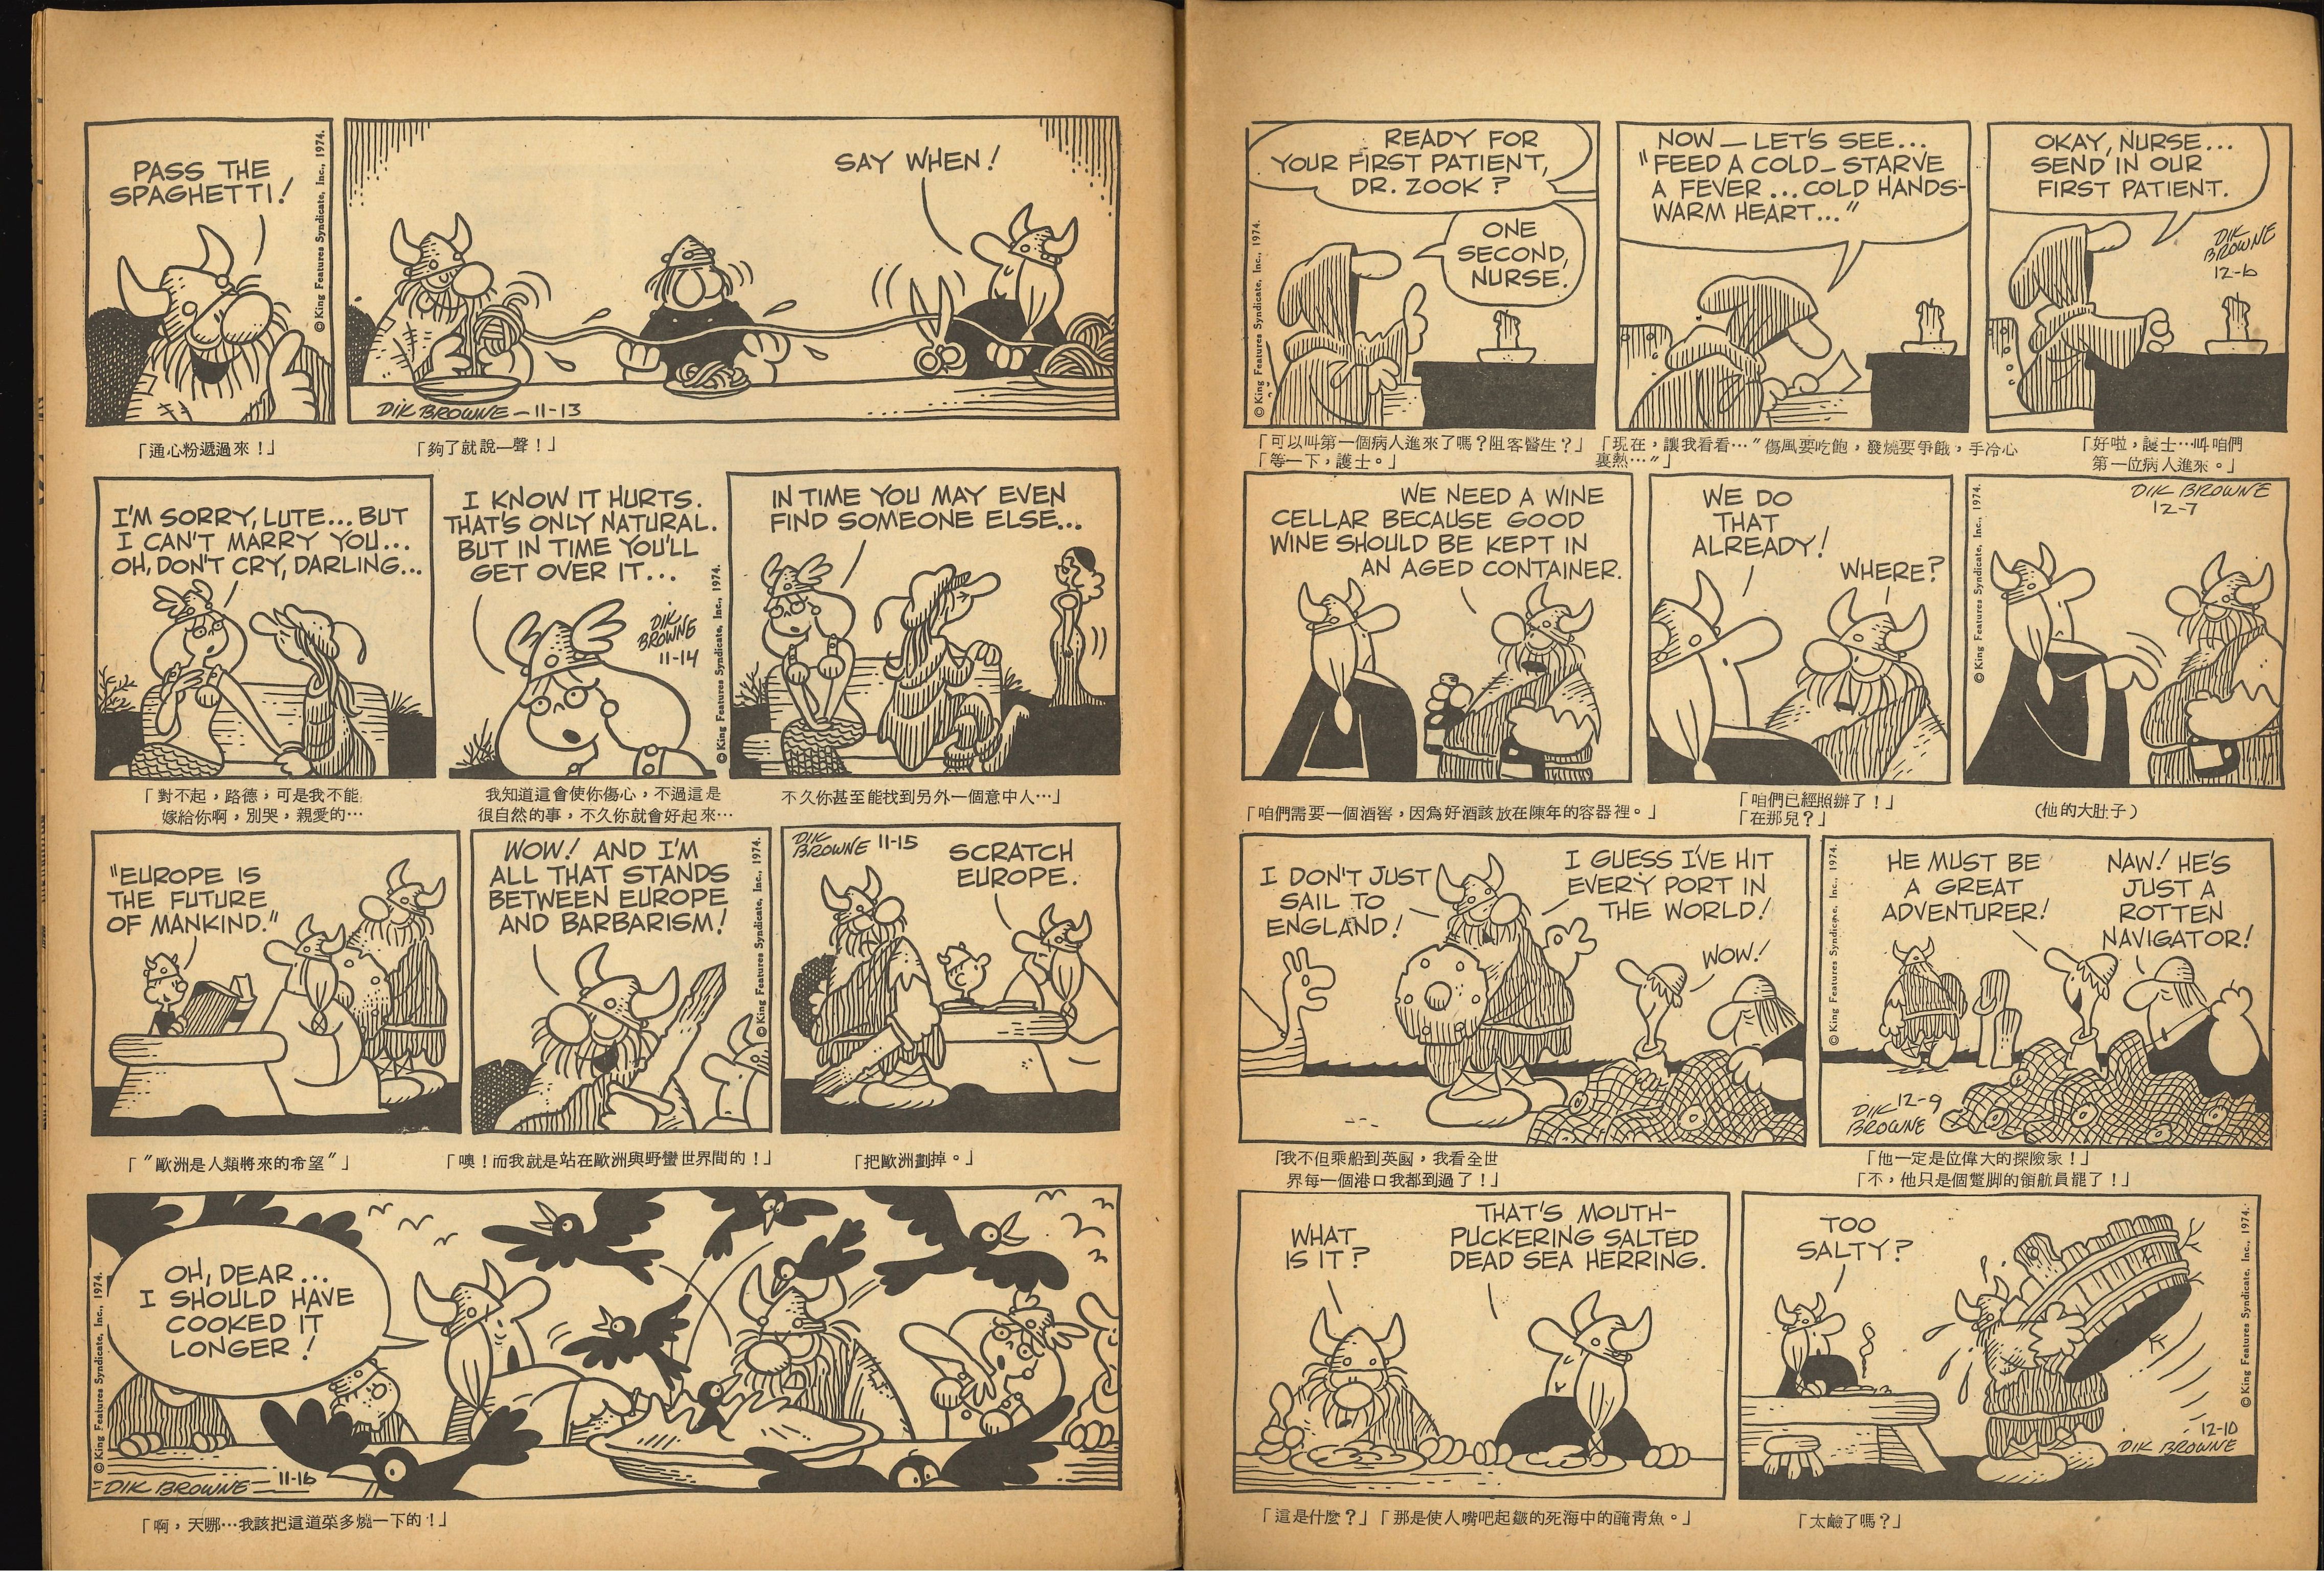 PASS THE
SPAGHETTI!
© King Features Syndicate, Inc., 1974.
SAY WHEN!
DIK BROWNE – 11-13
「通心粉遞過來！」
「夠了就說一聲！」
I'M SORRY, LUTE... BUT
I CAN'T MARRY YOU...
OH, DON'T CRY, DARLING...
I KNOW IT HURTS.
THAT'S ONLY NATURAL.
BUT IN TIME YOU'LL
GET OVER IT...
DIK
BROWNE
11-14
© King Features Syndicate, Inc., 1974.
IN TIME YOU MAY EVEN
FIND SOMEONE ELSE...
「對不起，路德；可是我不能
嫁給你啊，別哭，親愛的…
我知道這會使你傷心，不過這是
很自然的事，不久你就會好起來…
不久你甚至能找到另外一個意中人…」
"EUROPE IS
THE FUTURE
OF MANKIND."
WOW! AND I'M
ALL THAT STANDS
BETWEEN EUROPE
AND BARBARISM!
© King Features Syndicate, Inc., 1974.
DIK
BROWNE 11-15
SCRATCH
EUROPE.
「"歐洲是人類將來的希望"」
「噢！而我就是站在歐洲與野蠻世界間的！」
「把歐洲劃掉。」
OH, DEAR...
I SHOULD HAVE
COOKED IT
LONGER!
© King Features Syndicate, Inc., 1974.
DIK BROWNE – 11-16
「啊，天哪…我該把這道菜多燒一下的！」
READY FOR
YOUR FIRST PATIENT,
DR. ZOOK?
ONE
SECOND,
NURSE.
© King Features Syndicate, Inc., 1974.
NOW – LET'S SEE...
"FEED A COLD – STARVE
A FEVER... COLD HANDS-
WARM HEART..."
OKAY, NURSE...
SEND IN OUR
FIRST PATIENT.
DIK
BROWNE
12-6
「可以叫第一個病人進來了嗎？阻客醫生？」
「等一下，護士。」
「現在，讓我看看…"傷風要吃飽，發燒要爭餓，手冷心
裏熱…"」
「好啦，護士…叫咱們
第一位病人進來。」
WE NEED A WINE
CELLAR BECAUSE GOOD
WINE SHOULD BE KEPT IN
AN AGED CONTAINER.
WE DO
THAT
ALREADY!
WHERE?
© King Features Syndicate, Inc., 1974.
DIK BROWNE
12-7
「咱們需要一個酒窖，因為好酒該放在陳年的容器裡。」
「咱們已經照辦了！」
「在那兒？」
(他的大肚子)
I DON'T JUST
SAIL TO
ENGLAND!
I GUESS I'VE HIT
EVERY PORT IN
THE WORLD!
WOW!
© King Features Syndicate, Inc., 1974.
HE MUST BE
A GREAT
ADVENTURER!
NAW! HE'S
JUST A
ROTTEN
NAVIGATOR!
DIK 12-9
BROWNE
「我不但乘船到英國，我看全世
界每一個港口我都到過了！」
「他一定是位偉大的探險家！」
「不，他只是個蹩脚的領航員罷了！」
WHAT
IS IT?
THAT'S MOUTH-
PUCKERING SALTED
DEAD SEA HERRING.
TOO
SALTY?
© King Features Syndicate, Inc., 1974.
12-10
DIK BROWNE
「這是什麼？」「那是使人嘴吧起皺的死海中的醃青魚。」
「太鹼了嗎？」